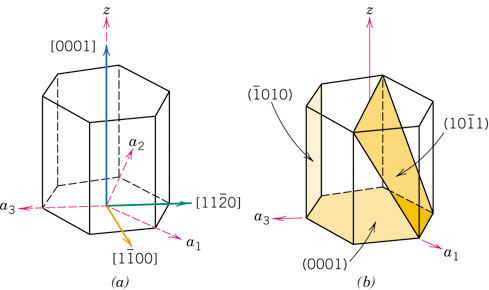 z
[0001]
a₂
a₃
[112̄0]
a₁
[11̄00]
(a)
z
(1̄010)
(101̄1)
a₃
(0001)
a₁
(b)